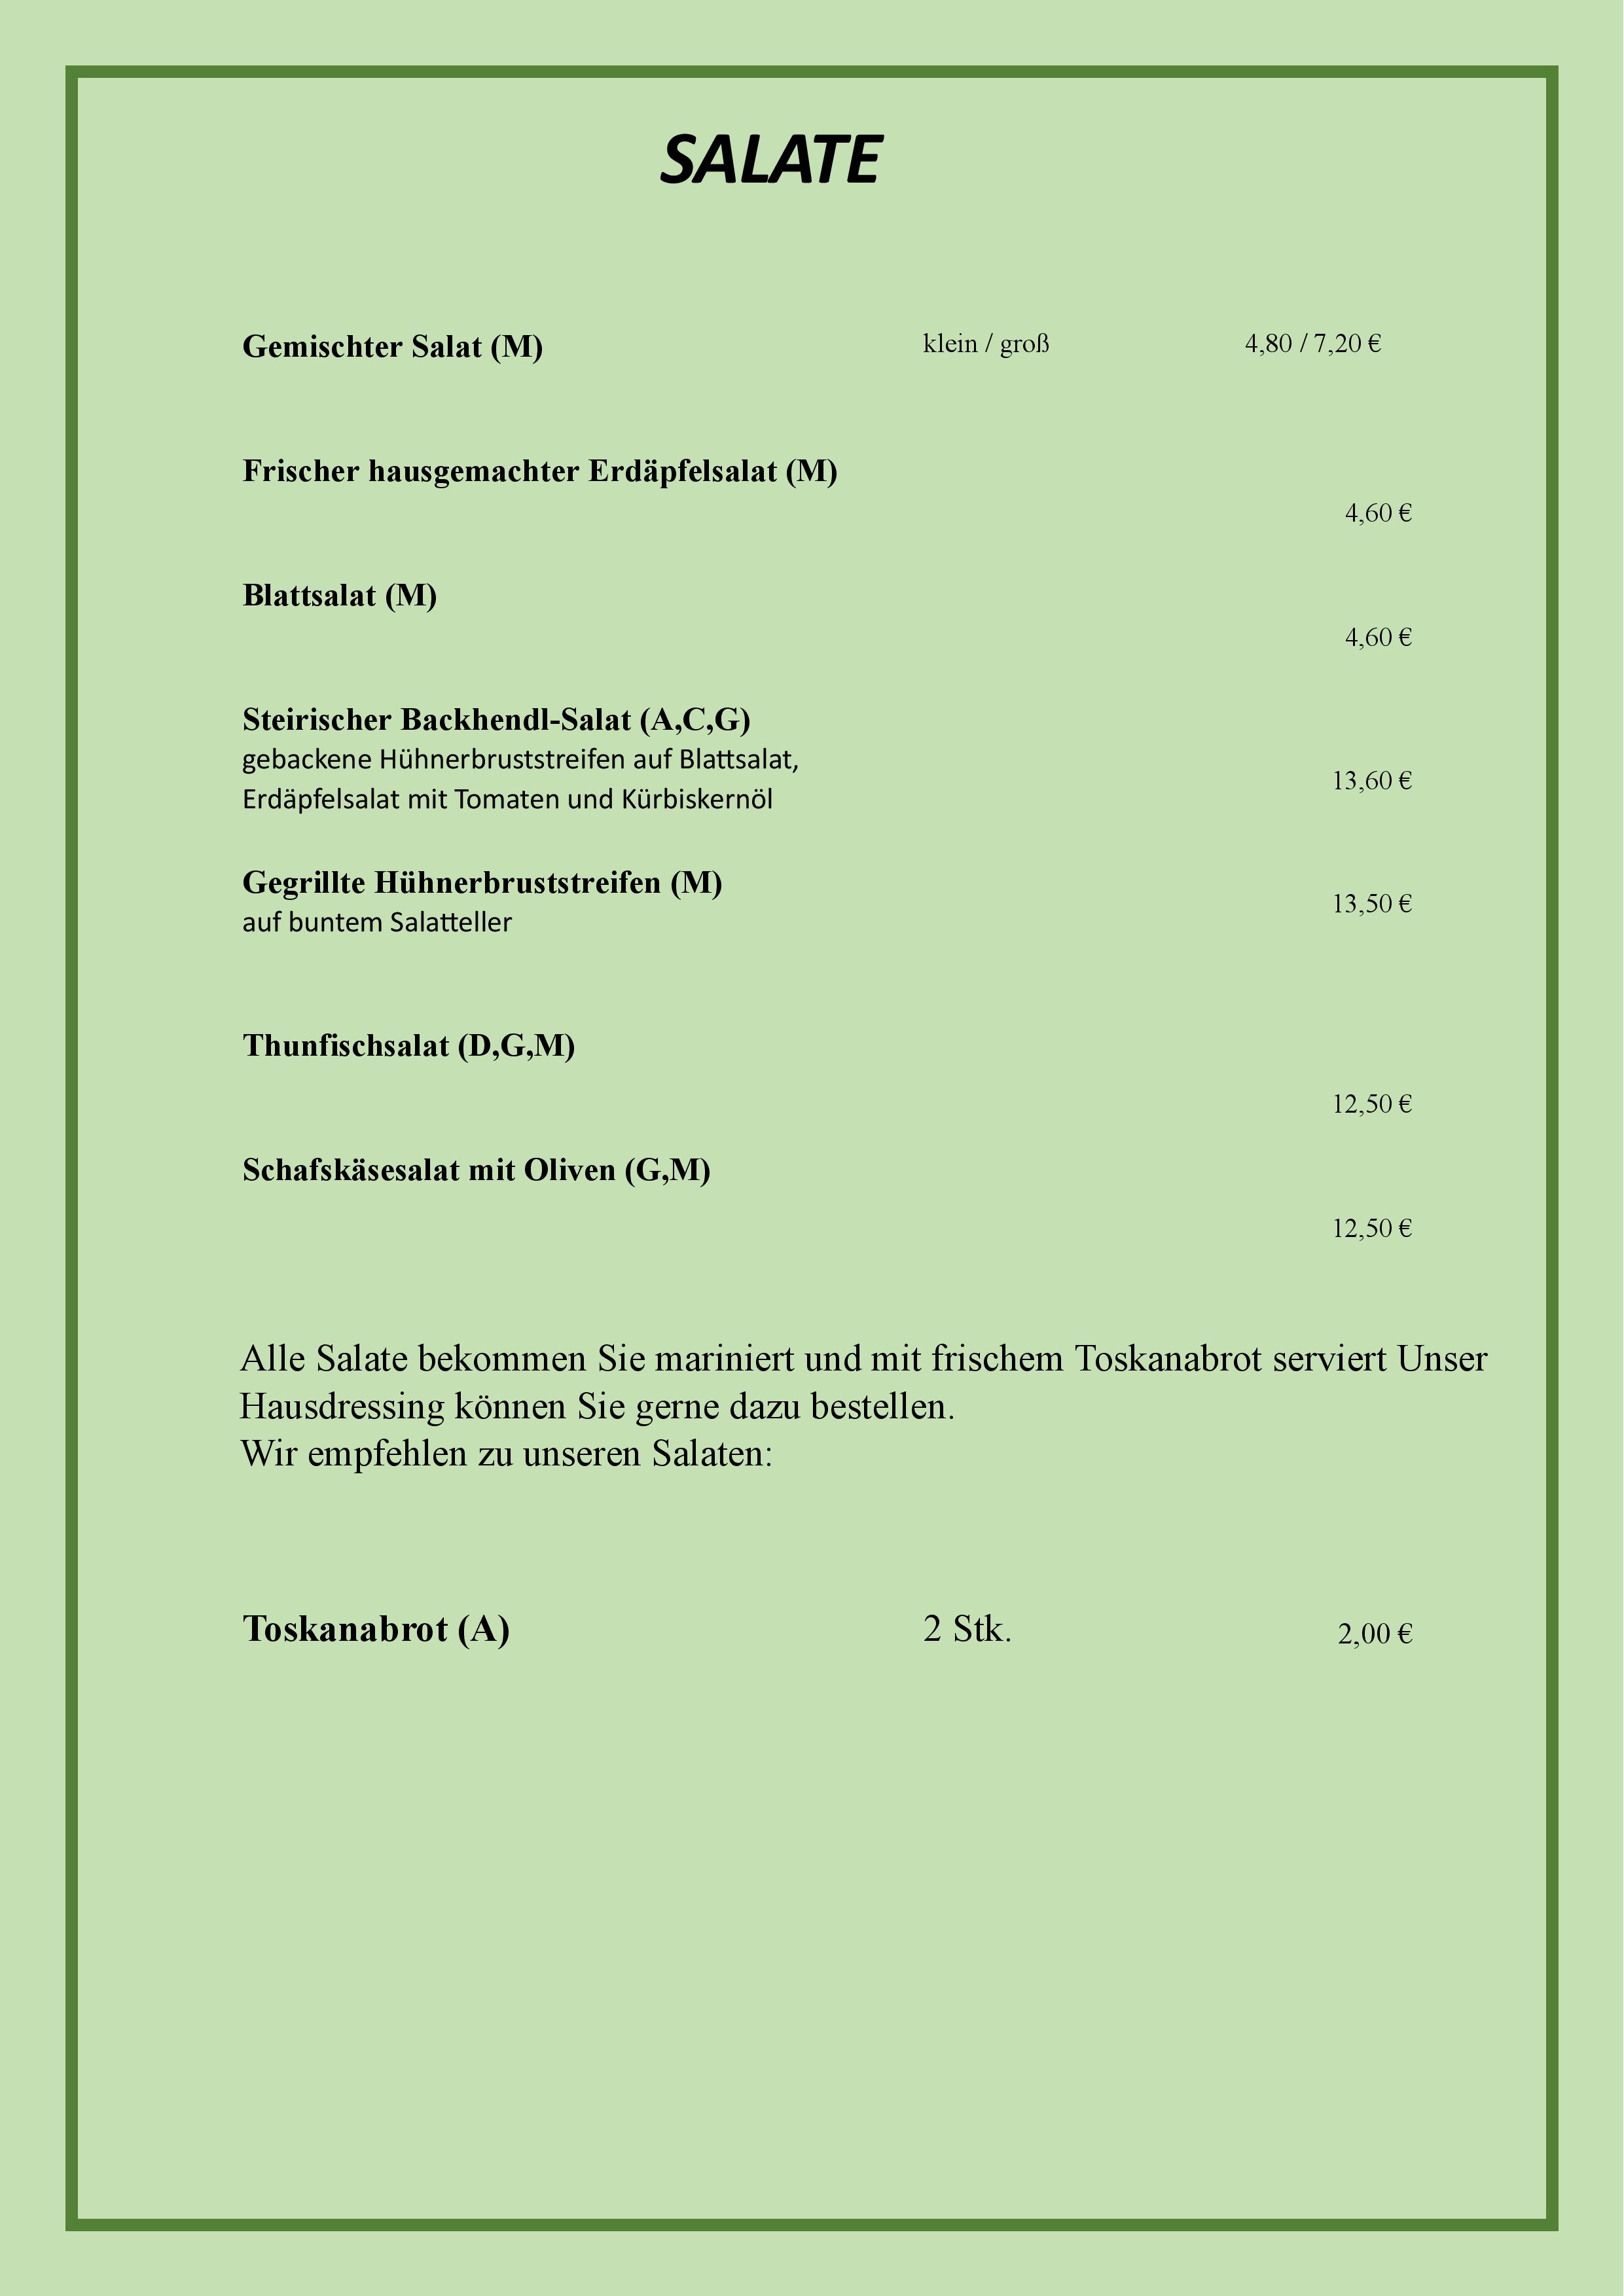 SALATE
Gemischter Salat (M) klein / groß 4,80 / 7,20 €
Frischer hausgemachter Erdäpfelsalat (M)
4,60 €
Blattsalat (M)
4,60 €
Steirischer Backhendl-Salat (A,C,G)
gebackene Hühnerbruststreifen auf Blattsalat,
13,60 €
Erdäpfelsalat mit Tomaten und Kürbiskernöl
Gegrillte Hühnerbruststreifen (M)
13,50 €
auf buntem Salatteller
Thunfischsalat (D,G,M)
12,50 €
Schafskäsesalat mit Oliven (G,M)
12,50 €
Alle Salate bekommen Sie mariniert und mit frischem Toskanabrot serviert Unser
Hausdressing können Sie gerne dazu bestellen.
Wir empfehlen zu unseren Salaten:
Toskanabrot (A) 2 Stk. 2,00 €